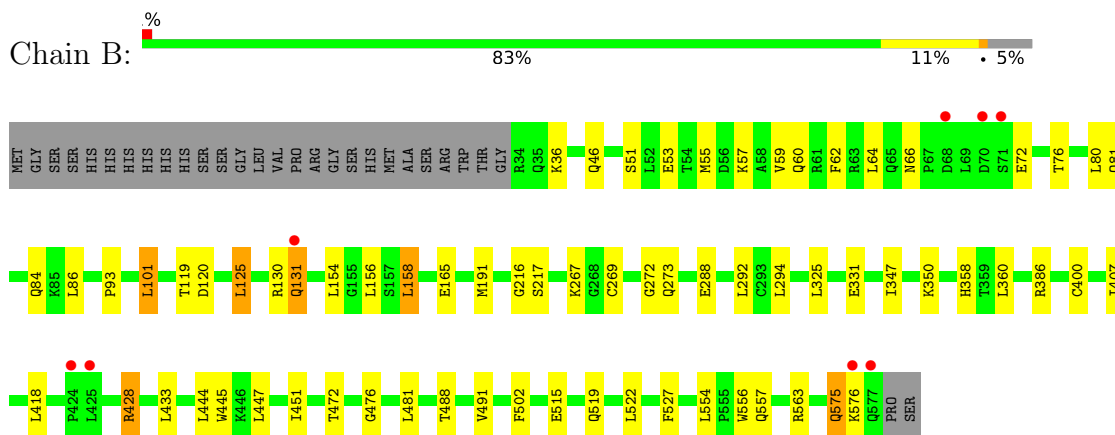 .%
Chain B:
83% 11% • 5%
MET GLY SER SER HIS HIS HIS HIS HIS HIS SER SER GLY LEU VAL PRO ARG GLY SER HIS MET ALA SER ARG TRP THR GLY R34 Q35 K36 Q46 S51 L52 E53 T54 M55 D56 K57 A58 V59 Q60 R61 F62 R63 L64 Q65 N66 P67 D68 L69 D70 S71 E72 T76 L80
Q84 K85 L86 P93 L101 T119 D120 L125 R130 Q131 L154 G155 L156 S157 L158 E165 M191 G216 S217 K267 G268 C269 G272 Q273 E288 L292 C293 L294 L325 E331 I347 K350 H358 T359 L360 R386 C400
L418 P424 L425 R428 L433 L444 W445 K446 L447 I451 T472 G476 L481 T488 V491 F502 E515 Q519 L522 F527 L554 P555 W556 Q557 R563 Q575 K576 Q577 PRO SER